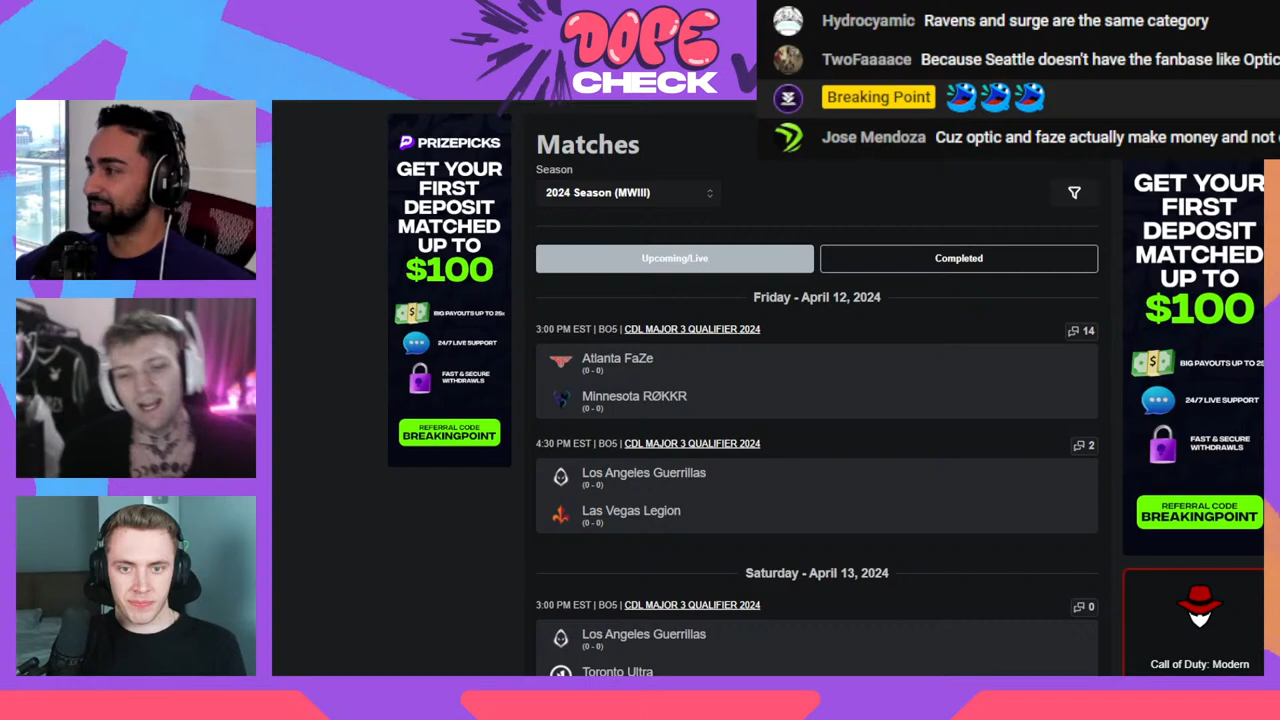 DOPE
CHECK
Hydrocyamic Ravens and surge are the same category
TwoFaaaace Because Seattle doesn't have the fanbase like Optic
Breaking Point
Jose Mendoza Cuz optic and faze actually make money and not
PRIZEPICKS
GET YOUR
FIRST
DEPOSIT
MATCHED
UP TO
$100
BIG PAYOUTS UP TO 25x
24/7 LIVE SUPPORT
FAST & SECURE
WITHDRAWLS
REFERRAL CODE
BREAKINGPOINT
Matches
Season
2024 Season (MWIII)
Upcoming/Live
Completed
Friday - April 12, 2024
3:00 PM EST | BO5 | CDL MAJOR 3 QUALIFIER 2024
14
Atlanta FaZe
(0 - 0)
Minnesota RØKKR
(0 - 0)
4:30 PM EST | BO5 | CDL MAJOR 3 QUALIFIER 2024
2
Los Angeles Guerrillas
(0 - 0)
Las Vegas Legion
(0 - 0)
Saturday - April 13, 2024
3:00 PM EST | BO5 | CDL MAJOR 3 QUALIFIER 2024
0
Los Angeles Guerrillas
(0 - 0)
Toronto Ultra
GET YOUR
FIRST
DEPOSIT
MATCHED
UP TO
$100
BIG PAYOUTS UP TO 25
24/7 LIVE SUPPORT
FAST & SECURE
WITHDRAWLS
REFERRAL CODE
BREAKINGPOINT
Call of Duty: Modern